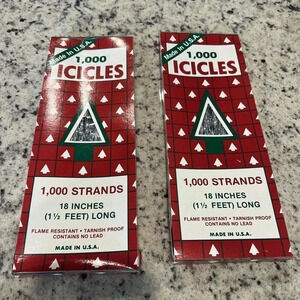 Made In U.S.A.
1,000
ICICLES
1,000 STRANDS
18 INCHES
(1½ FEET) LONG
FLAME RESISTANT • TARNISH PROOF
CONTAINS NO LEAD
MADE IN U.S.A.
Made In U.S.A.
1,000
ICICLES
1,000 STRANDS
18 INCHES
(1½ FEET) LONG
FLAME RESISTANT • TARNISH PROOF
CONTAINS NO LEAD
MADE IN U.S.A.